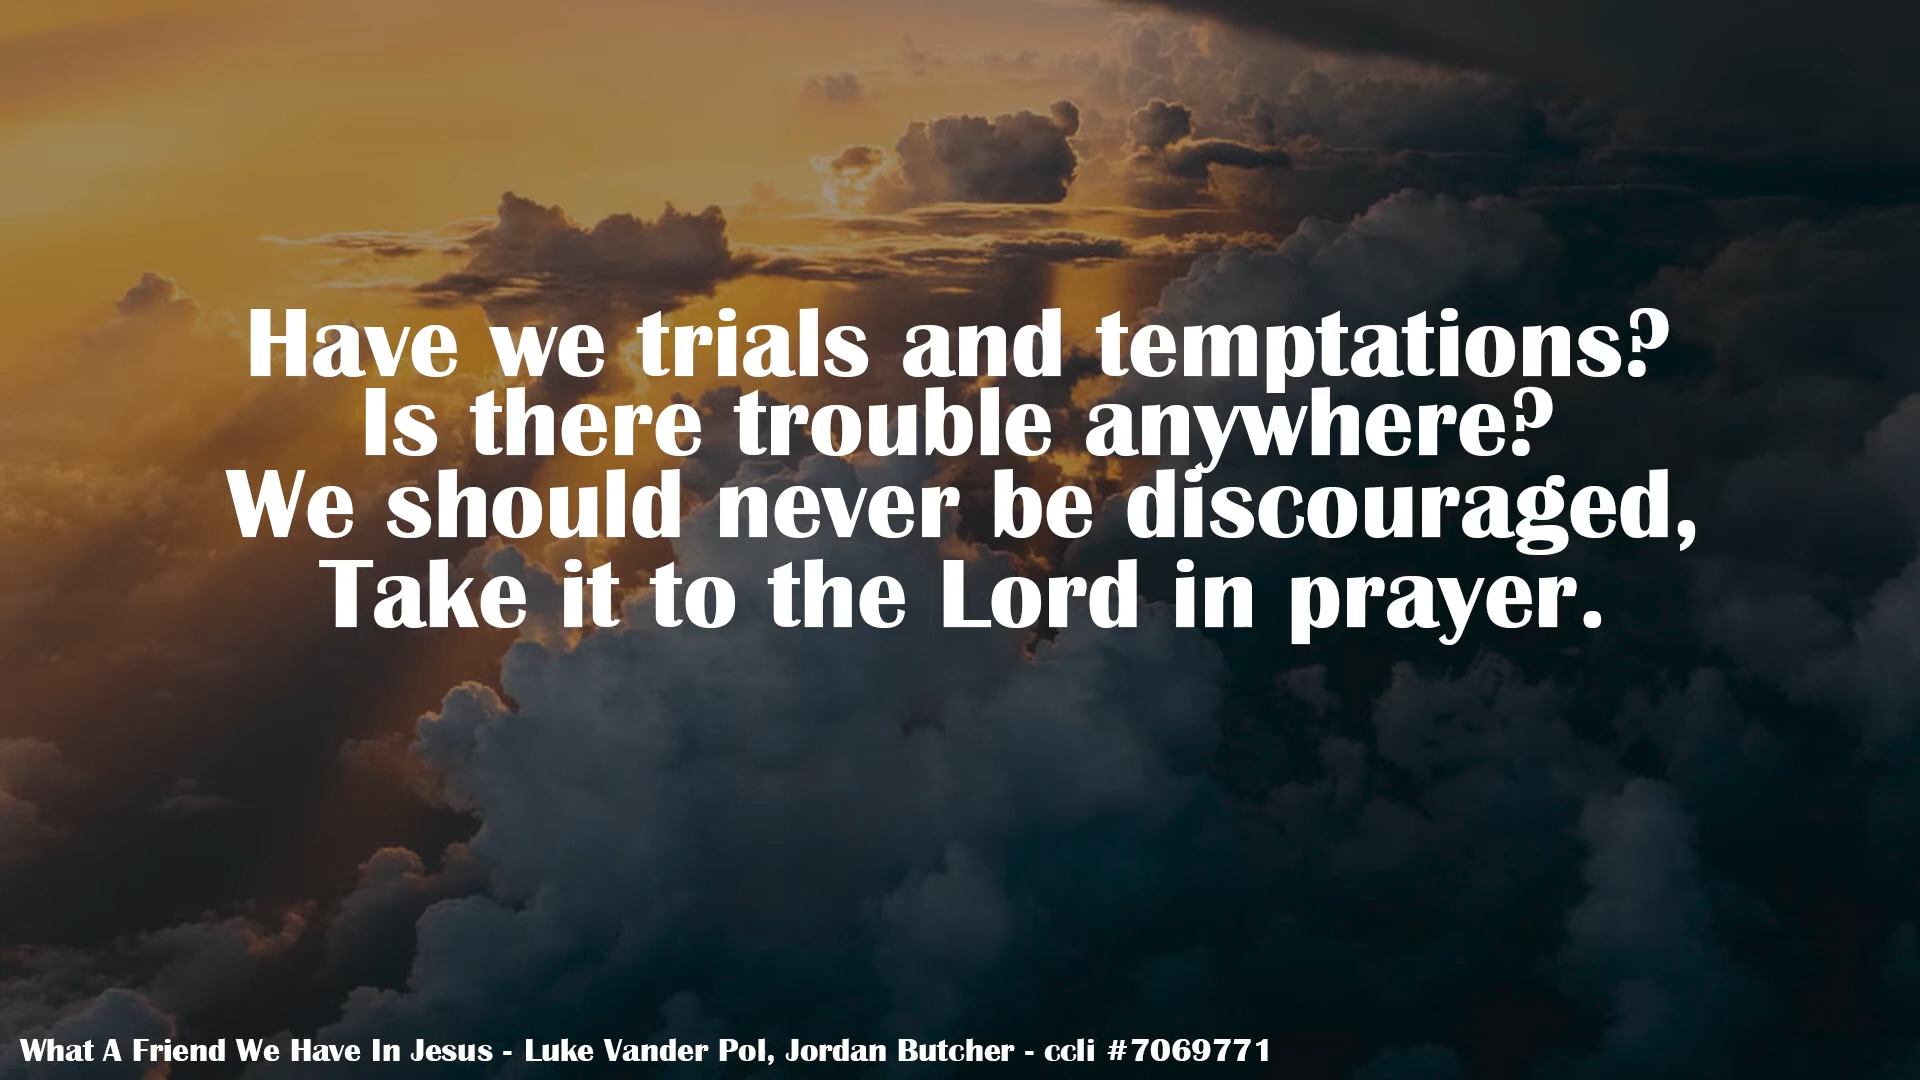 Have we trials and temptations?
Is there trouble anywhere?
We should never be discouraged,
Take it to the Lord in prayer.
What A Friend We Have In Jesus - Luke Vander Pol, Jordan Butcher - ccli #7069771